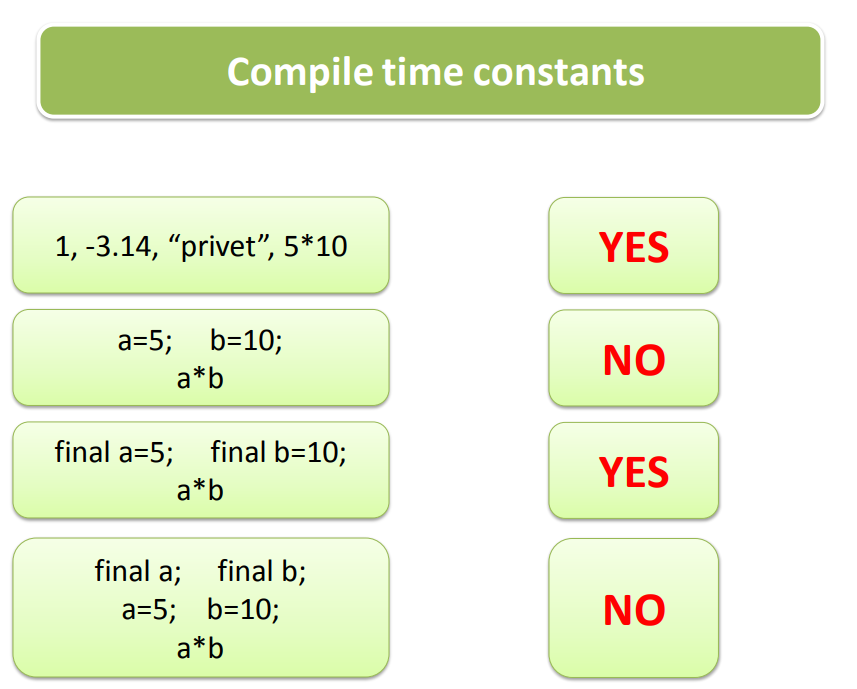 Compile time constants
1, -3.14, “privet”, 5*10
YES
a=5; b=10;
a*b
NO
final a=5; final b=10;
a*b
YES
final a; final b;
a=5; b=10;
a*b
NO